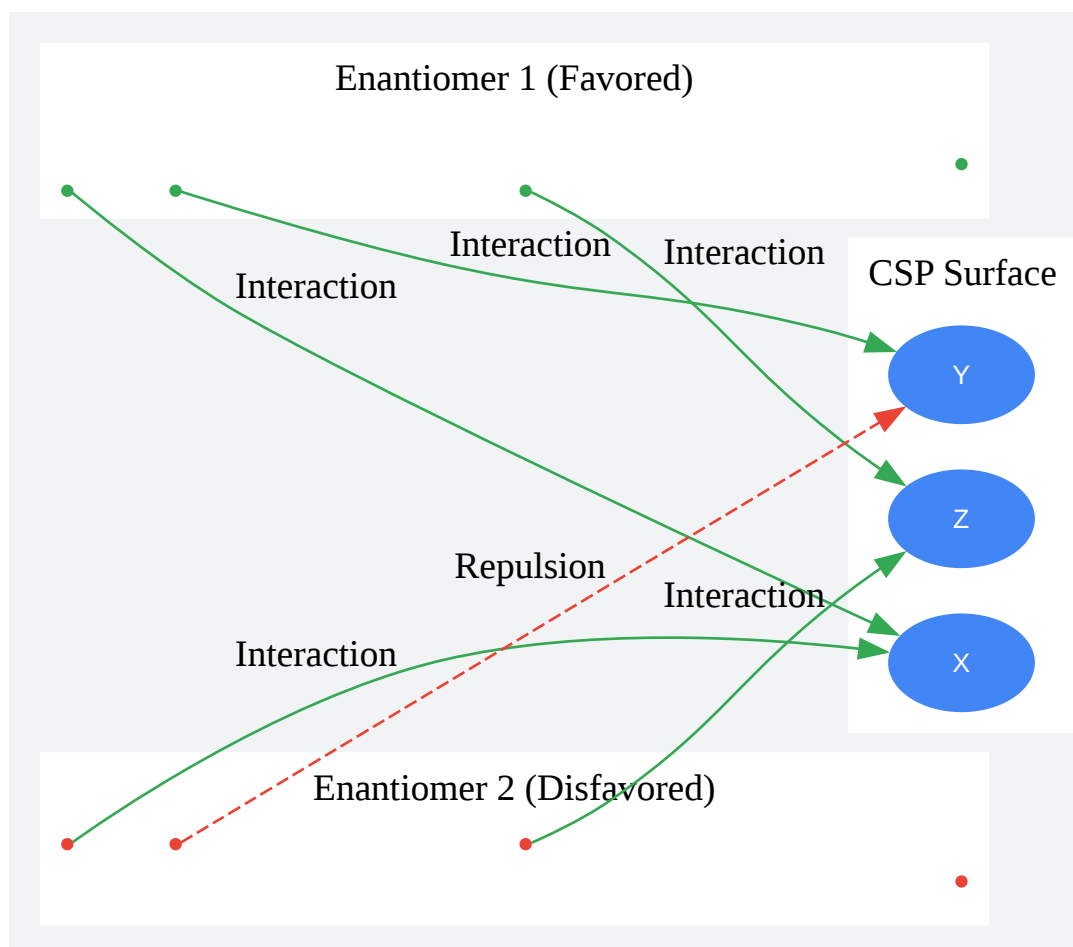 Enantiomer 1 (Favored)
Interaction
Interaction
Interaction
CSP Surface
Y
Z
X
Repulsion
Interaction
Interaction
Enantiomer 2 (Disfavored)